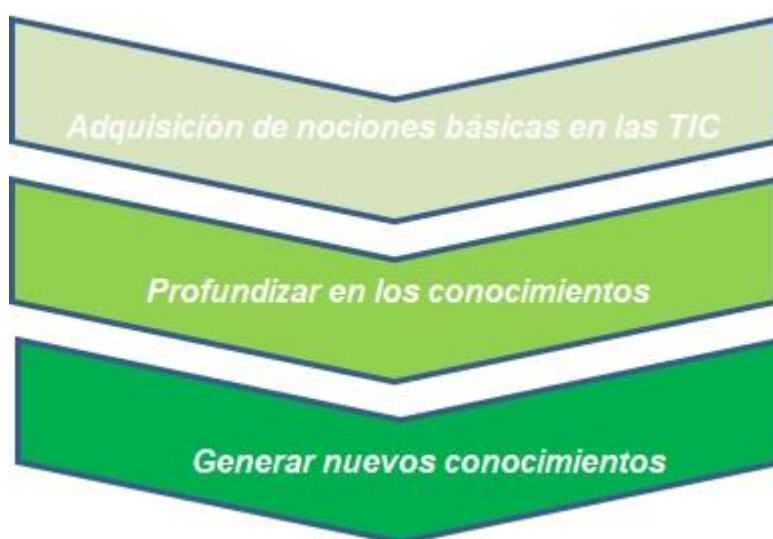 Adquisición de nociones básicas en las TIC
Profundizar en los conocimientos
Generar nuevos conocimientos